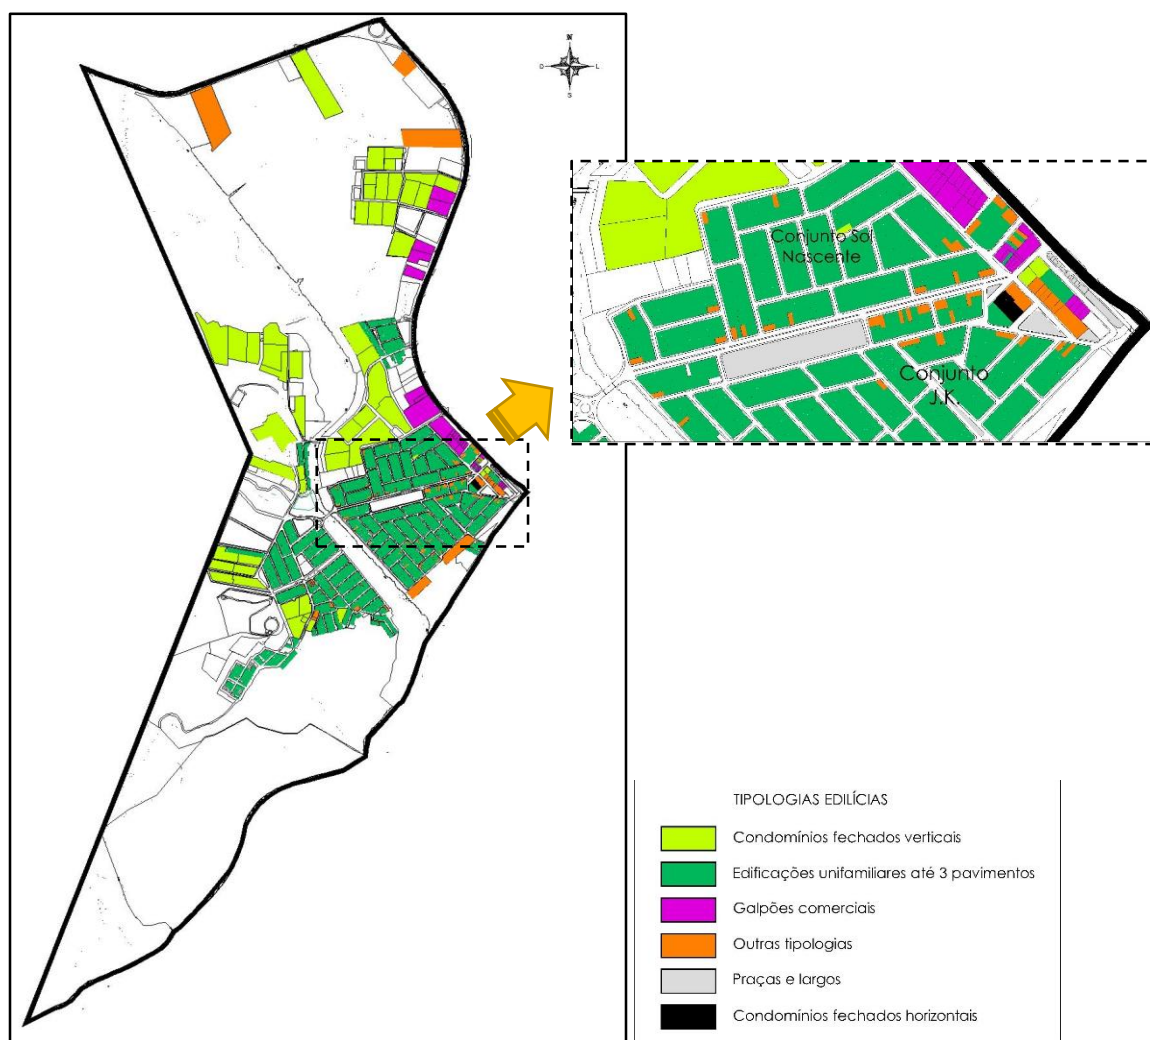 N
O
L
S
Conjunto Sol
Nascente
Conjunto
J.K.
TIPOLOGIAS EDILÍCIAS
Condomínios fechados verticais
Edificações unifamiliares até 3 pavimentos
Galpões comerciais
Outras tipologias
Praças e largos
Condomínios fechados horizontais